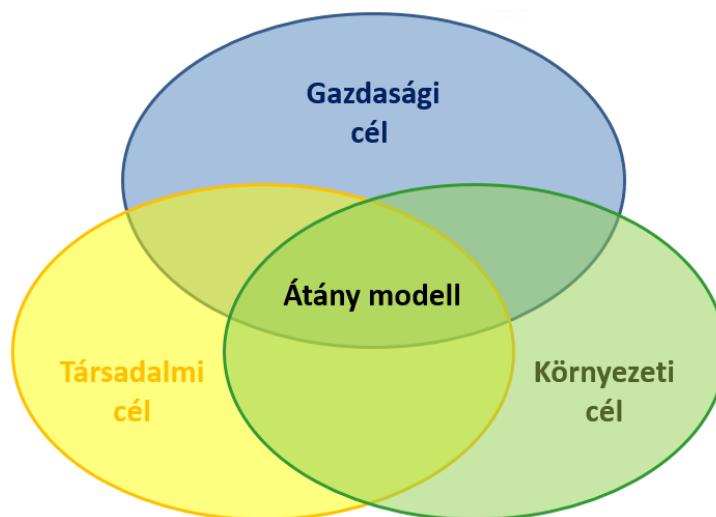 Gazdasági
cél
Átány modell
Társadalmi
cél
Környezeti
cél